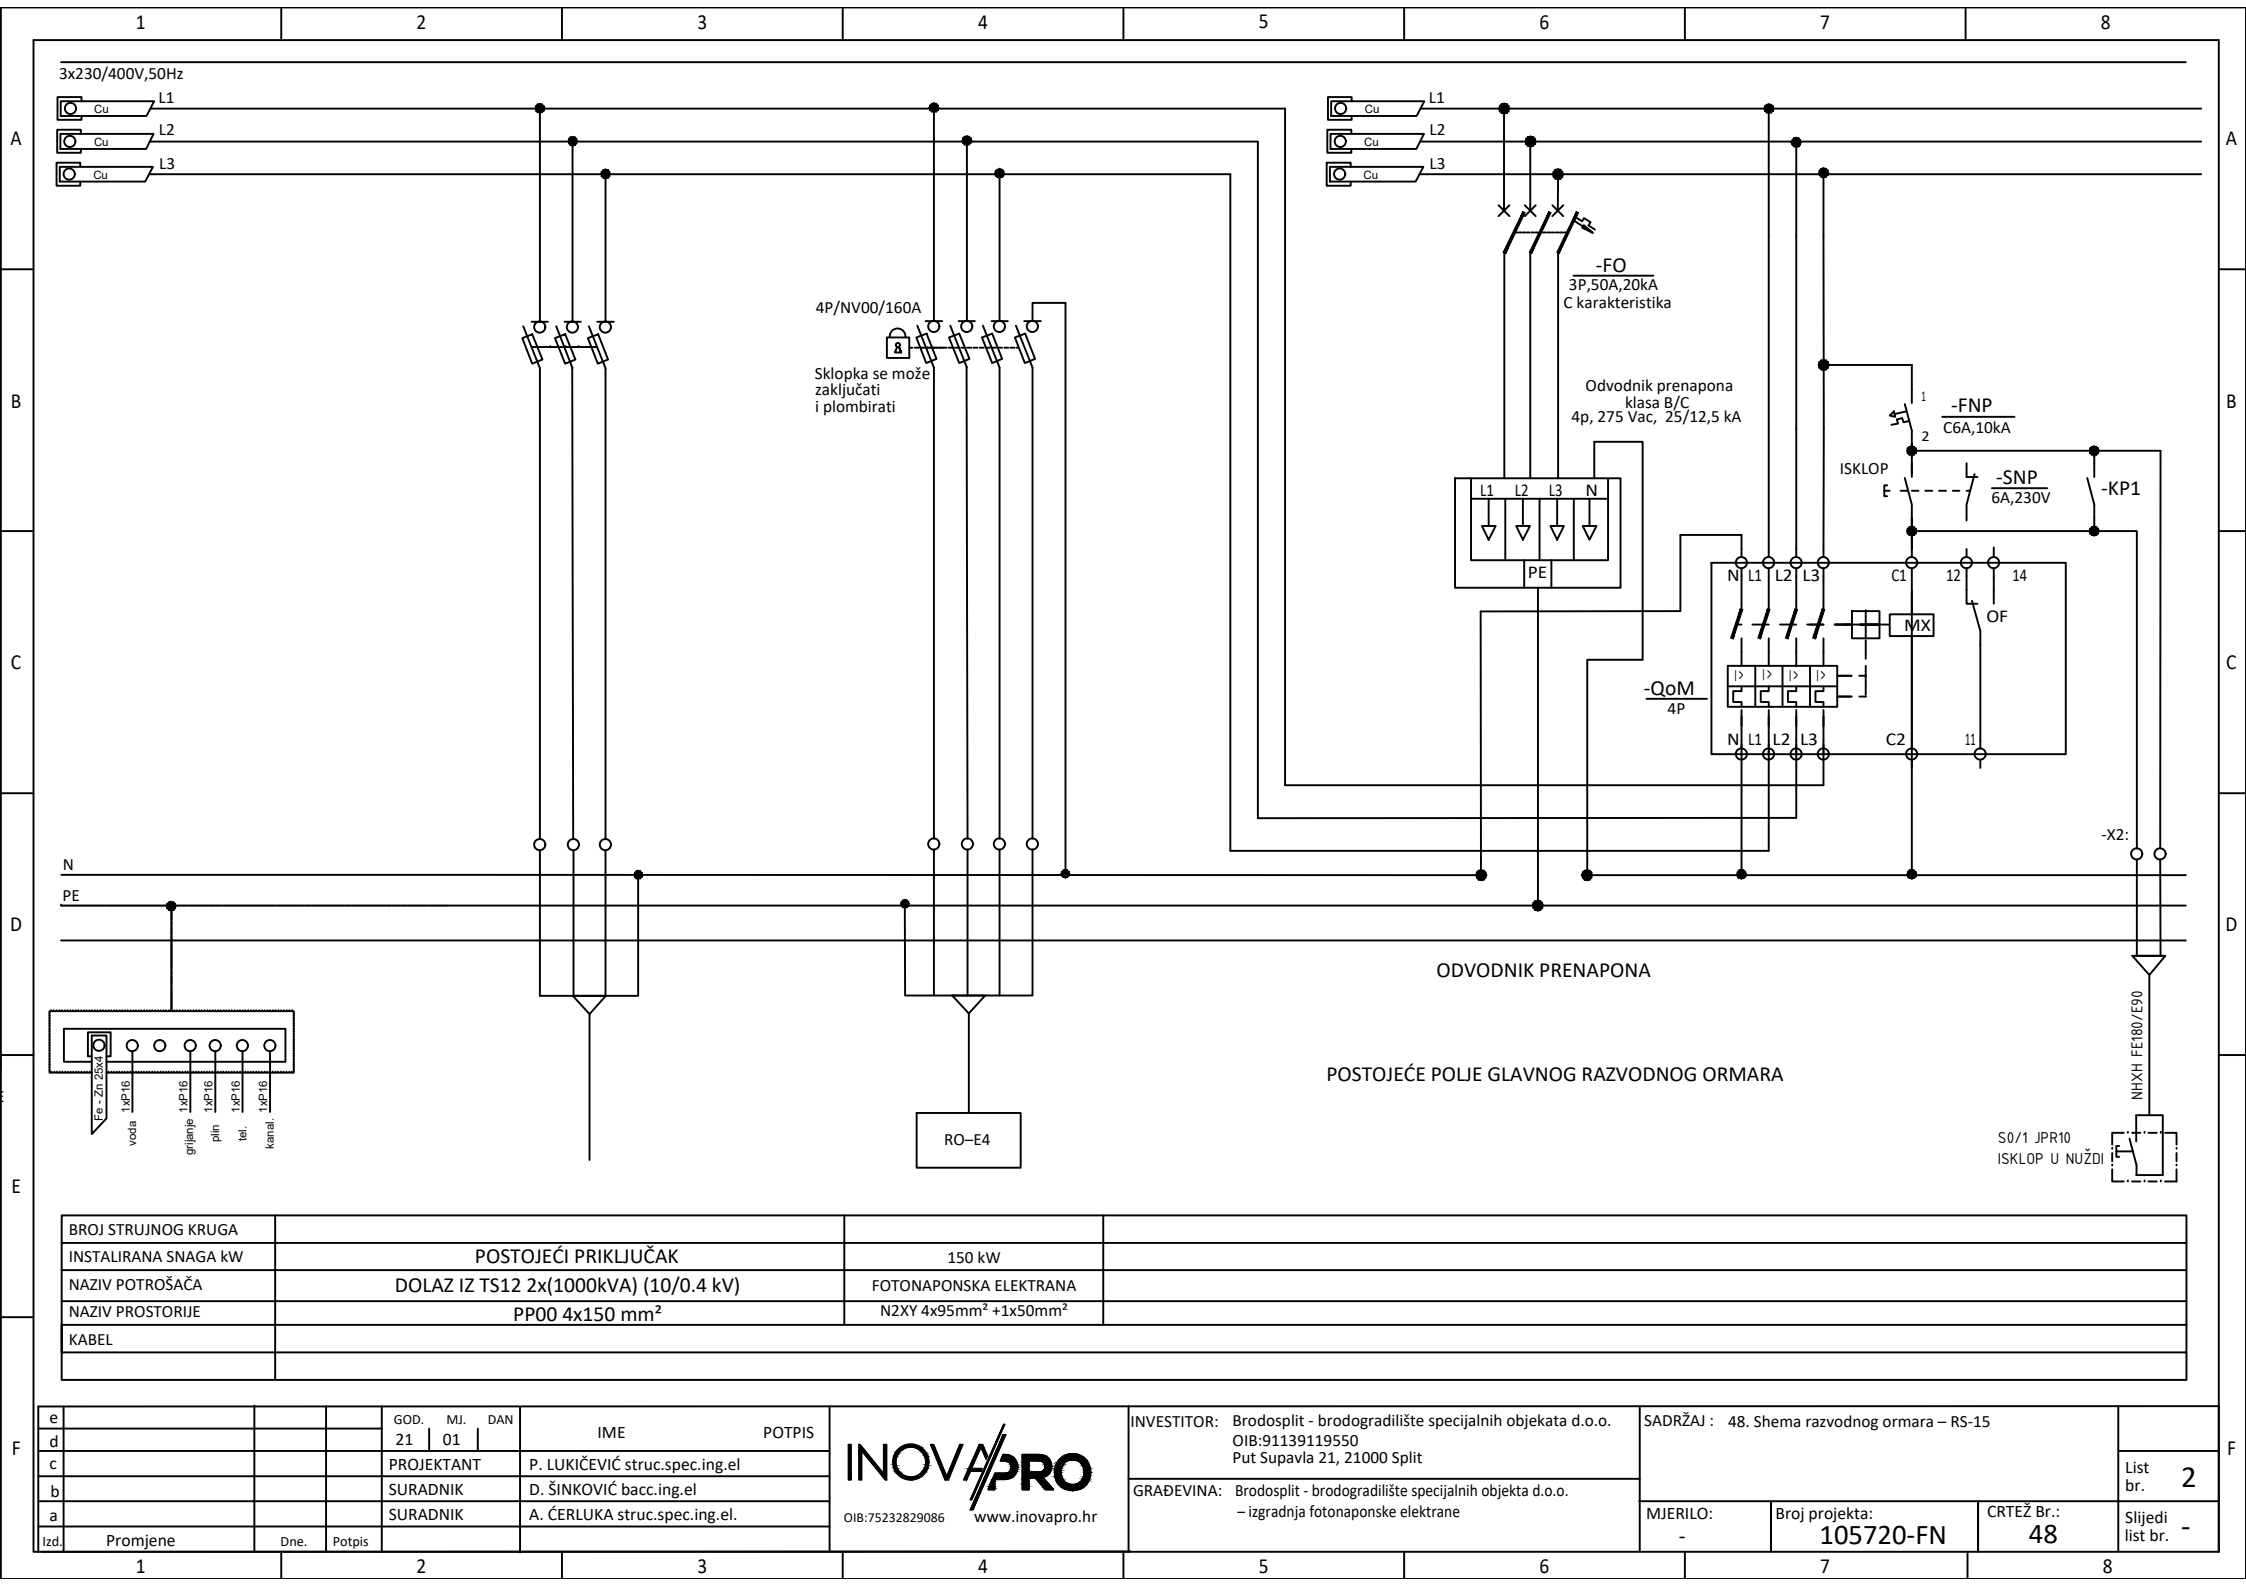 1 2 3 4 5 6 7 8
3x230/400V,50Hz
Cu L1
Cu L2
Cu L3
Cu L1
Cu L2
Cu L3
A A
-FO
3P,50A,20kA
C karakteristika
4P/NV00/160A
Sklopka se može
zaključati
i plombirati
Odvodnik prenapona
klasa B/C
4p, 275 Vac, 25/12,5 kA
B B
1
-FNP
C6A,10kA
2
ISKLOP
-SNP
6A,230V
-KP1
L1 L2 L3 N
PE
N L1 L2 L3 C1 12 14
MX
OF
C C
I> I> I> I>
-QoM
4P
N L1 L2 L3 C2 11
-X2:
N
PE
D D
ODVODNIK PRENAPONA
NHXH FE180/E90
POSTOJEĆE POLJE GLAVNOG RAZVODNOG ORMARA
Fe - Zn 25x4
1xP16
voda
1xP16
grijanje
1xP16
plin
1xP16
tel.
1xP16
kanal.
RO–E4
S0/1 JPR10
ISKLOP U NUŽDI
E E
BROJ STRUJNOG KRUGA
INSTALIRANA SNAGA kW POSTOJEĆI PRIKLJUČAK 150 kW
NAZIV POTROŠAČA DOLAZ IZ TS12 2x(1000kVA) (10/0.4 kV) FOTONAPONSKA ELEKTRANA
NAZIV PROSTORIJE PP00 4x150 mm² N2XY 4x95mm² +1x50mm²
KABEL
F F
e
d
c
b
a
Izd. Promjene Dne. Potpis
GOD. MJ. DAN IME POTPIS
21 01
PROJEKTANT P. LUKIČEVIĆ struc.spec.ing.el
SURADNIK D. ŠINKOVIĆ bacc.ing.el
SURADNIK A. ĆERLUKA struc.spec.ing.el.
INOVAPRO
OIB:75232829086 www.inovapro.hr
INVESTITOR: Brodosplit - brodogradilište specijalnih objekata d.o.o.
OIB:91139119550
Put Supavla 21, 21000 Split
GRAĐEVINA: Brodosplit - brodogradilište specijalnih objekta d.o.o.
– izgradnja fotonaponske elektrane
SADRŽAJ : 48. Shema razvodnog ormara – RS-15
MJERILO:
-
Broj projekta:
105720-FN
CRTEŽ Br.:
48
List
br. 2
Slijedi
list br. -
1 2 3 4 5 6 7 8